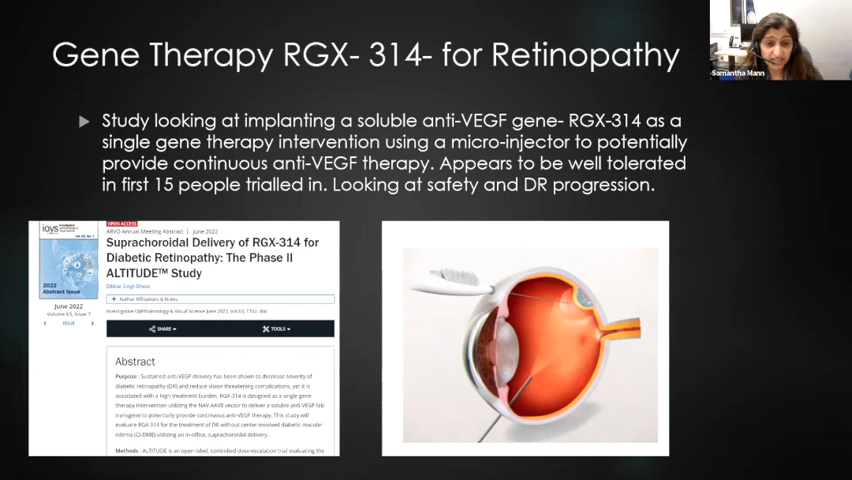 Gene Therapy RGX- 314- for Retinopathy
Samantha Mann
Study looking at implanting a soluble anti-VEGF gene- RGX-314 as a
single gene therapy intervention using a micro-injector to potentially
provide continuous anti-VEGF therapy. Appears to be well tolerated
in first 15 people trialled in. Looking at safety and DR progression.
iovs
2022
Abstract Issue
June 2022
Volume 63, Issue 7
ISSUE
OPEN ACCESS
ARVO Annual Meeting Abstract | June 2022
Suprachoroidal Delivery of RGX-314 for
Diabetic Retinopathy: The Phase II
ALTITUDE™ Study
Dilsher Singh Dhoot
+ Author Affiliations & Notes
Investigative Ophthalmology & Visual Science June 2022, Vol.63, 1152. doi:
SHARE
TOOLS
Abstract
Purpose : Sustained anti-VEGF delivery has been shown to decrease severity of
diabetic retinopathy (DR) and reduce vision threatening complications, yet it is
associated with a high treatment burden. RGX-314 is designed as a single gene
therapy intervention utilizing the NAV AAV8 vector to deliver a soluble anti-VEGF fab
transgene to potentially provide continuous anti-VEGF therapy. This study will
evaluate RGX-314 for the treatment of DR without center involved diabetic macular
edema (CI-DME) utilizing an in-office, suprachoroidal delivery.
Methods : ALTITUDE is an open-label, controlled dose-escalation trial evaluating the